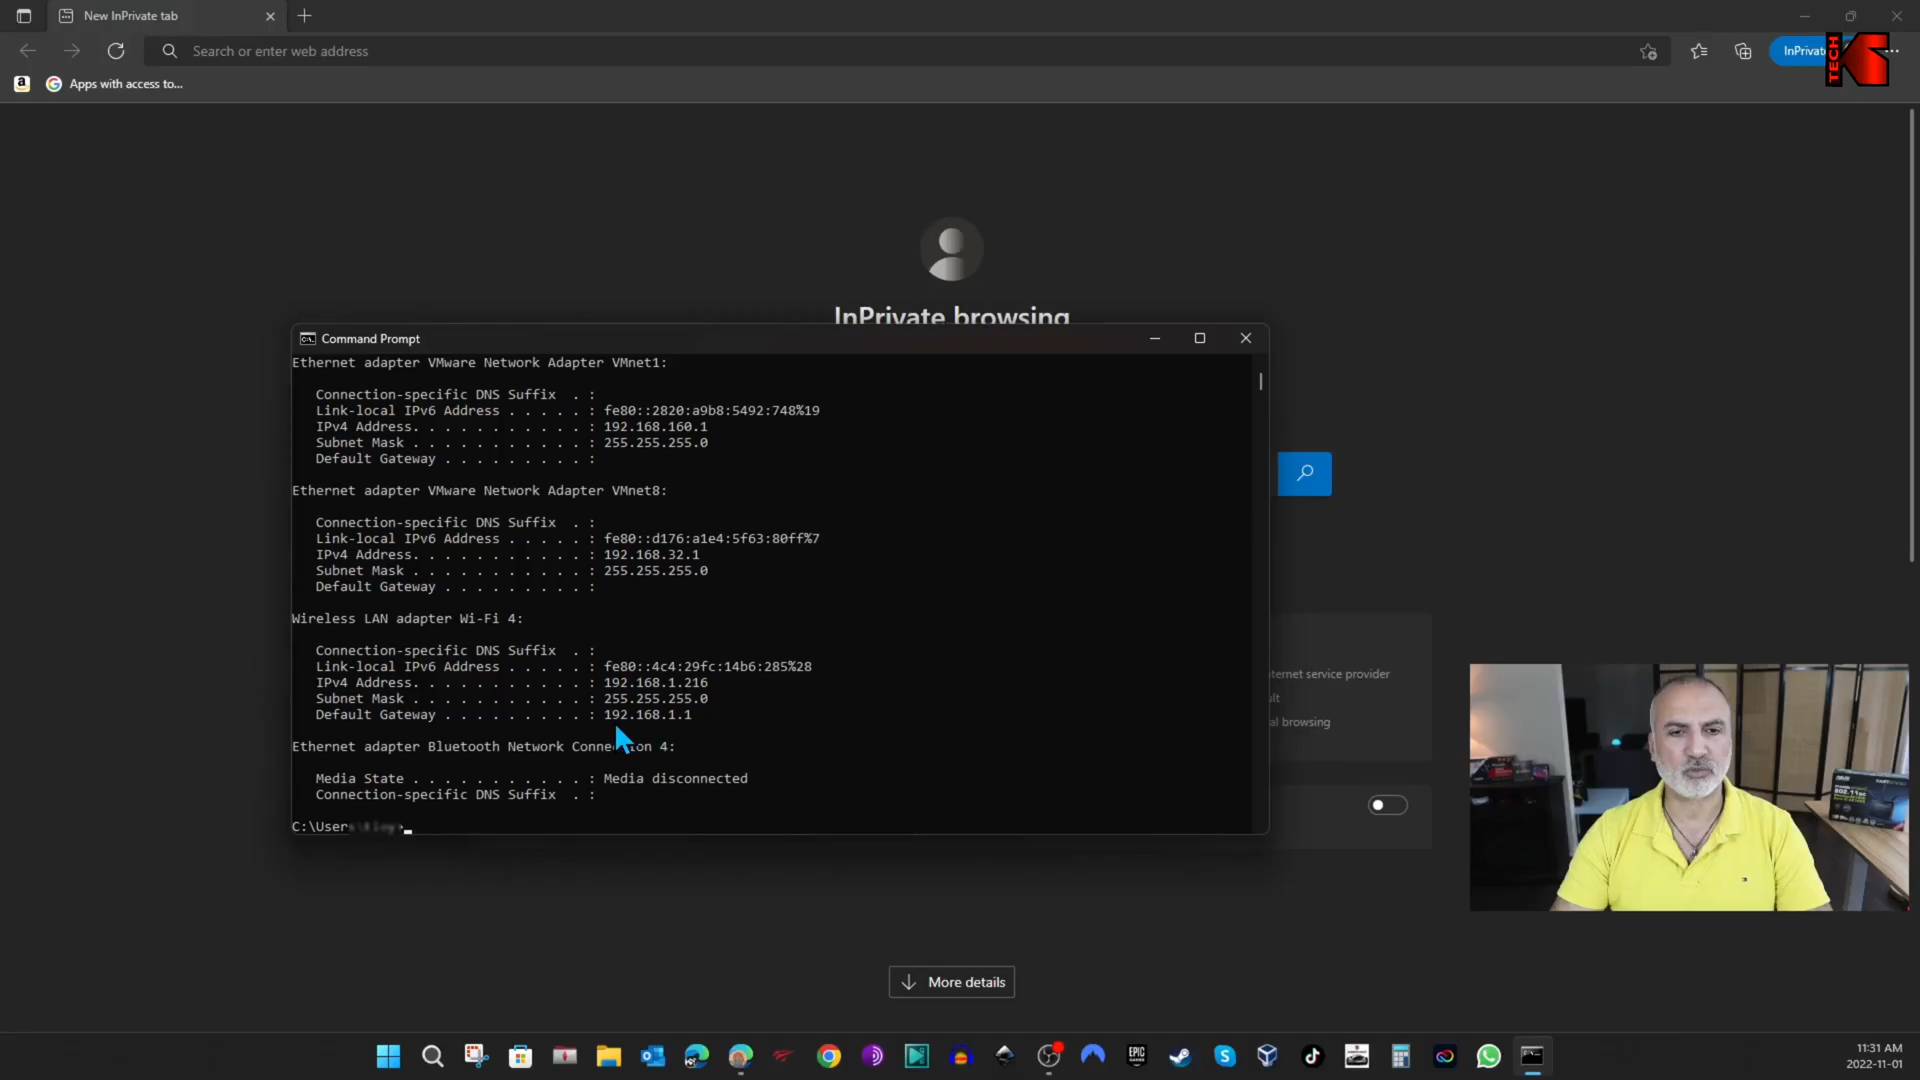 New InPrivate tab
Search or enter web address
InPrivate
TECH K
Apps with access to...
InPrivate browsing
Command Prompt
Ethernet adapter VMware Network Adapter VMnet1:
Connection-specific DNS Suffix . :
Link-local IPv6 Address . . . . . : fe80::2820:a9b8:5492:748%19
IPv4 Address. . . . . . . . . . . : 192.168.160.1
Subnet Mask . . . . . . . . . . . : 255.255.255.0
Default Gateway . . . . . . . . . :
Ethernet adapter VMware Network Adapter VMnet8:
Connection-specific DNS Suffix . :
Link-local IPv6 Address . . . . . : fe80::d176:a1e4:5f63:80ff%7
IPv4 Address. . . . . . . . . . . : 192.168.32.1
Subnet Mask . . . . . . . . . . . : 255.255.255.0
Default Gateway . . . . . . . . . :
Wireless LAN adapter Wi-Fi 4:
Connection-specific DNS Suffix . :
Link-local IPv6 Address . . . . . : fe80::4c4:29fc:14b6:285%28
IPv4 Address. . . . . . . . . . . : 192.168.1.216
Subnet Mask . . . . . . . . . . . : 255.255.255.0
Default Gateway . . . . . . . . . : 192.168.1.1
Ethernet adapter Bluetooth Network Connection 4:
Media State . . . . . . . . . . . : Media disconnected
Connection-specific DNS Suffix . :
C:\User
ternet service provider
ult
al browsing
More details
EPIC GAMES
11:31 AM
2022-11-01